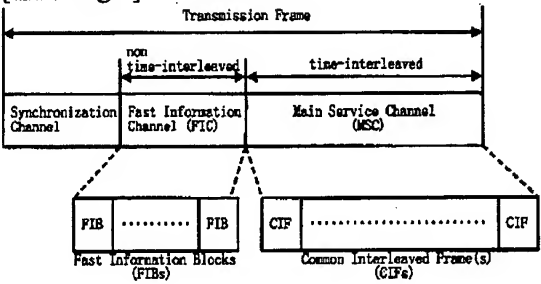 Transmission Frame
non
time-interleaved
time-interleaved
Synchronization
Channel
Fast Information
Channel (FIC)
Main Service Channel
(MSC)
FIB
FIB
CIF
CIF
Fast Information Blocks
(FIBs)
Common Interleaved Frame(s)
(CIFs)